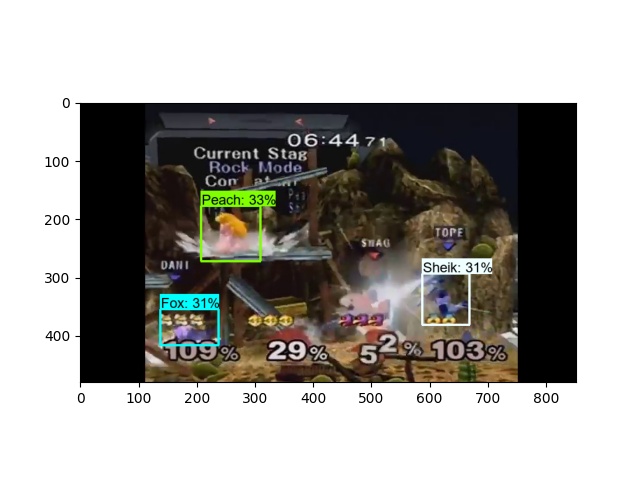 0
100
200
300
400
0 100 200 300 400 500 600 700 800
06:44 71
Current Stag
Rock Mode
Peach: 33%
SNAG
TOPE
DANI
Sheik: 31%
Fox: 31%
109% 29% 52% 103%